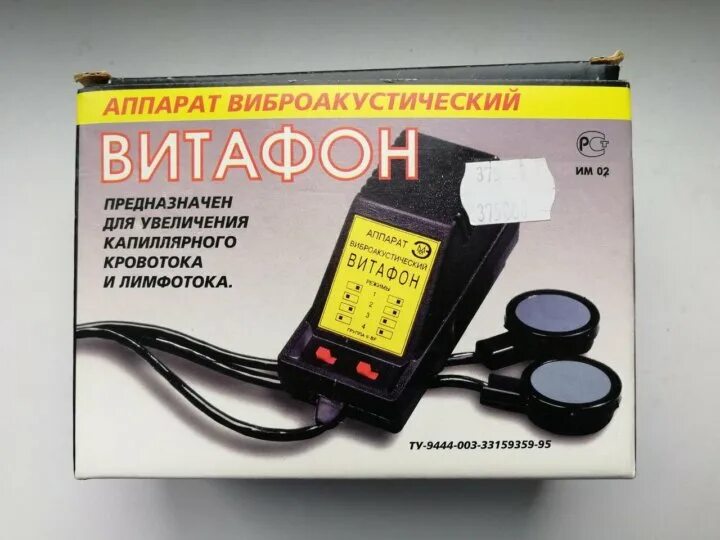 АППАРАТ ВИБРОАКУСТИЧЕСКИЙ
ВИТАФОН
ПРЕДНАЗНАЧЕН
ДЛЯ УВЕЛИЧЕНИЯ
КАПИЛЛЯРНОГО
КРОВОТОКА
И ЛИМФОТОКА.
ИМ 02
АППАРАТ
ВИБРОАКУСТИЧЕСКИЙ
ВИТАФОН
РЕЖИМЫ
1
2
3
4
ТУ-9444-003-33159359-95